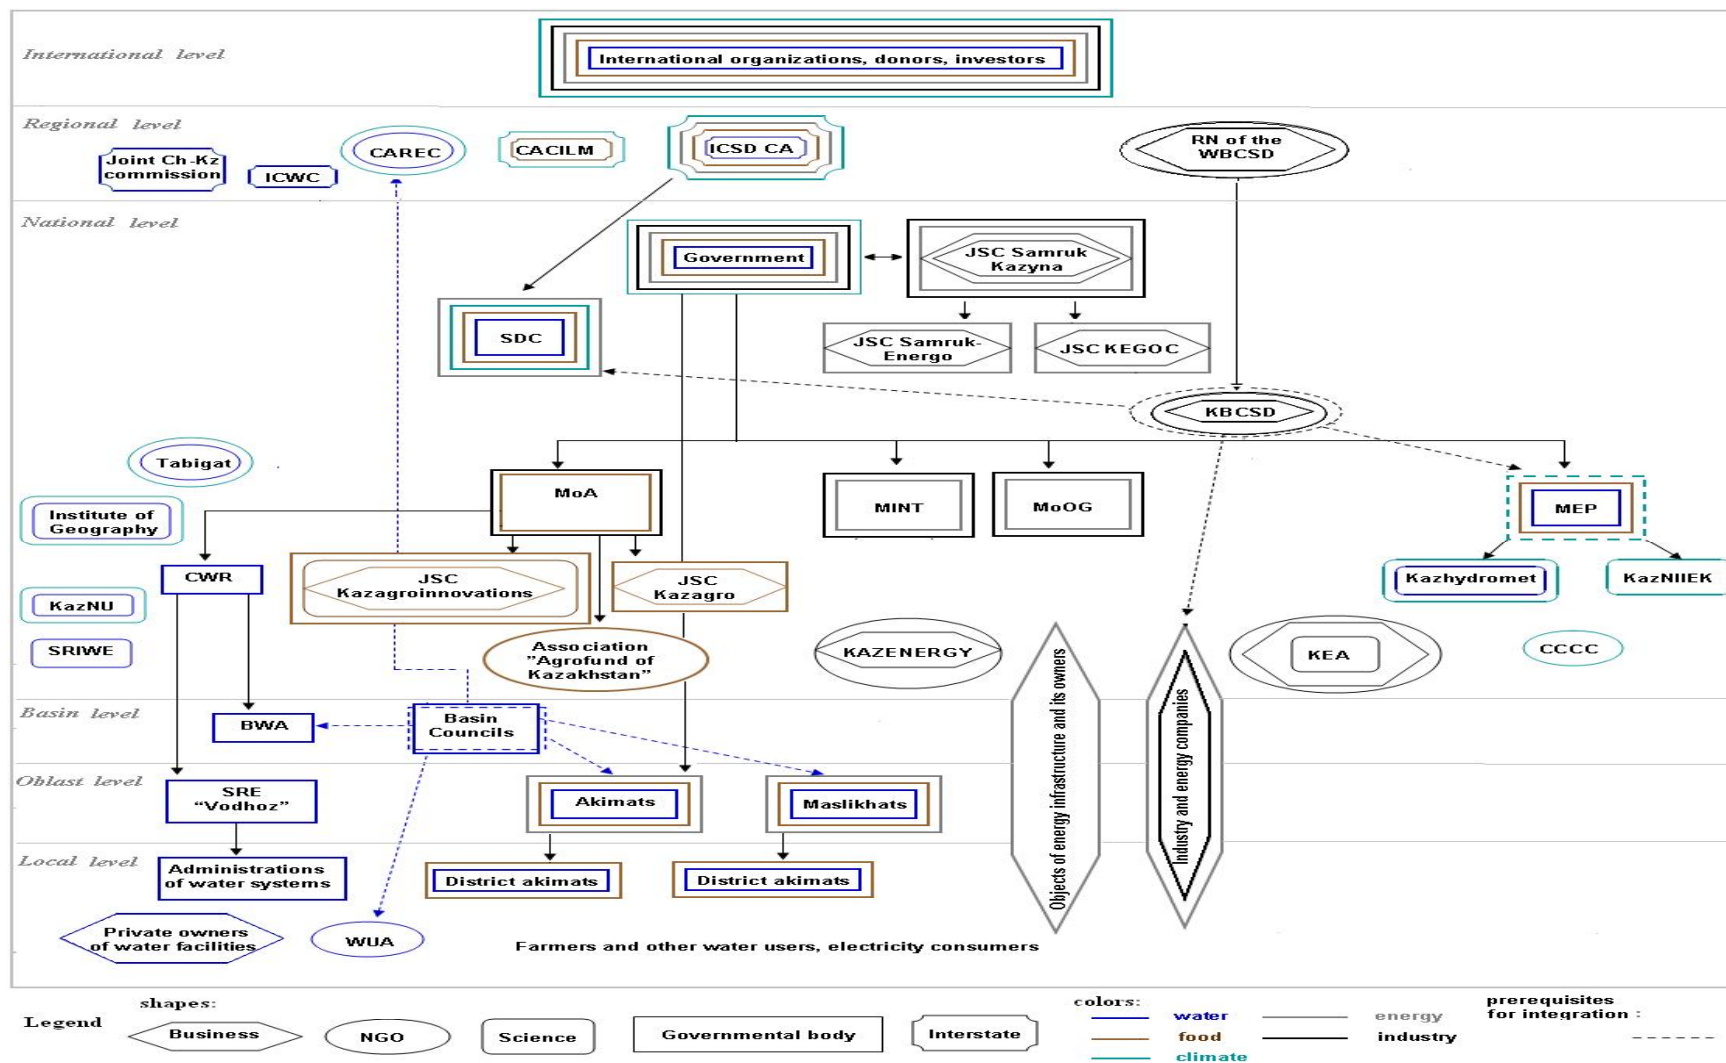 International level
International organizations, donors, investors
Regional level
Joint Ch-Kz
commission
ICWC
CAREC
CACILM
ICSD CA
RN of the
WBCSD
National level
Government
JSC Samruk
Kazyna
SDC
JSC Samruk-
Energo
JSC KEGOC
KBCSD
Tabigat
Institute of
Geography
MoA
MINT
MoOG
MEP
CWR
JSC
Kazagroinnovations
JSC
Kazagro
Kazhydromet
KazNIIEK
KazNU
SRIWE
Association
"Agrofund of
Kazakhstan"
KAZENERGY
Objects of energy infrastructure and its owners
Industry and energy companies
KEA
CCCC
Basin level
BWA
Basin
Councils
Oblast level
SRE
"Vodhoz"
Akimats
Maslikhats
Local level
Administrations
of water systems
District akimats
District akimats
Private owners
of water facilities
WUA
Farmers and other water users, electricity consumers
Legend
shapes:
Business
NGO
Science
Governmental body
Interstate
colors:
water
food
climate
energy
industry
prerequisites
for integration :